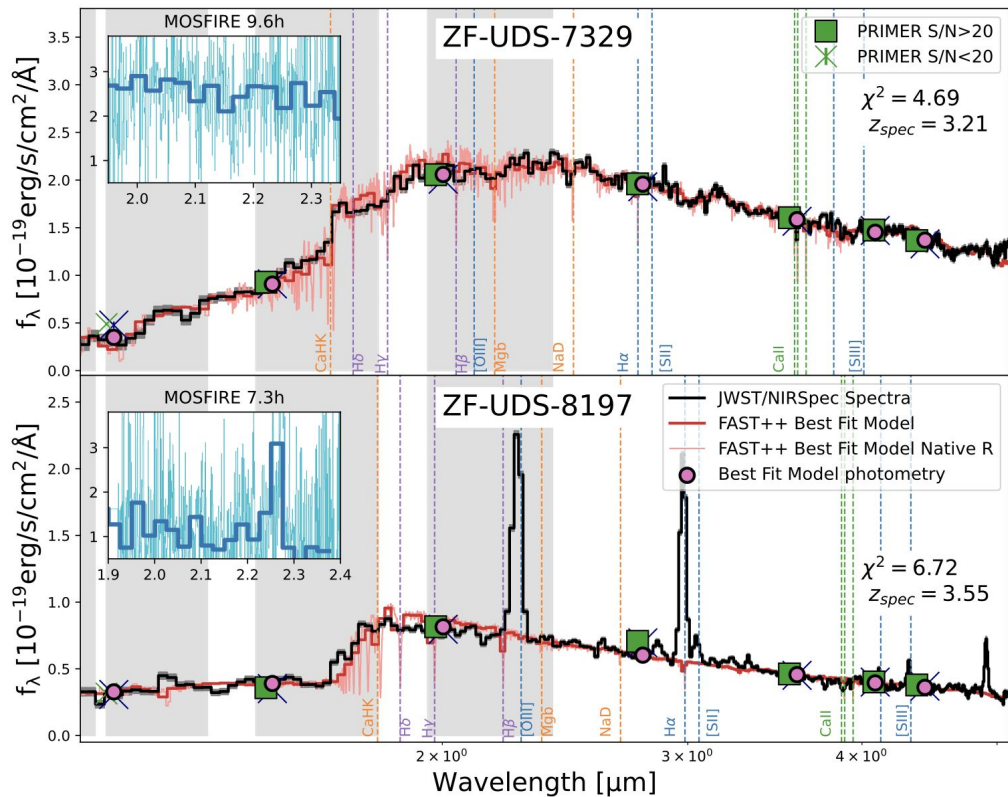 MOSFIRE 9.6h
ZF-UDS-7329
PRIMER S/N>20
PRIMER S/N<20
χ² = 4.69
z_spec = 3.21
3.5
3.0
2.5
2.0
1.5
1.0
0.5
0.0
3
2
1
2.0 2.1 2.2 2.3
f_λ [10⁻¹⁹erg/s/cm²/Å]
CaHK Hδ Hγ Hβ [OIII] Mgb NaD Hα [SII] CaII [SIII]
MOSFIRE 7.3h
ZF-UDS-8197
JWST/NIRSpec Spectra
FAST++ Best Fit Model
FAST++ Best Fit Model Native R
Best Fit Model photometry
χ² = 6.72
z_spec = 3.55
2.5
2.0
1.5
1.0
0.5
0.0
3
2
1
1.9 2.0 2.1 2.2 2.3 2.4
f_λ [10⁻¹⁹erg/s/cm²/Å]
CaHK Hδ Hγ Hβ [OIII] Mgb NaD Hα [SII] CaII [SIII]
2 × 10⁰ 3 × 10⁰ 4 × 10⁰
Wavelength [μm]